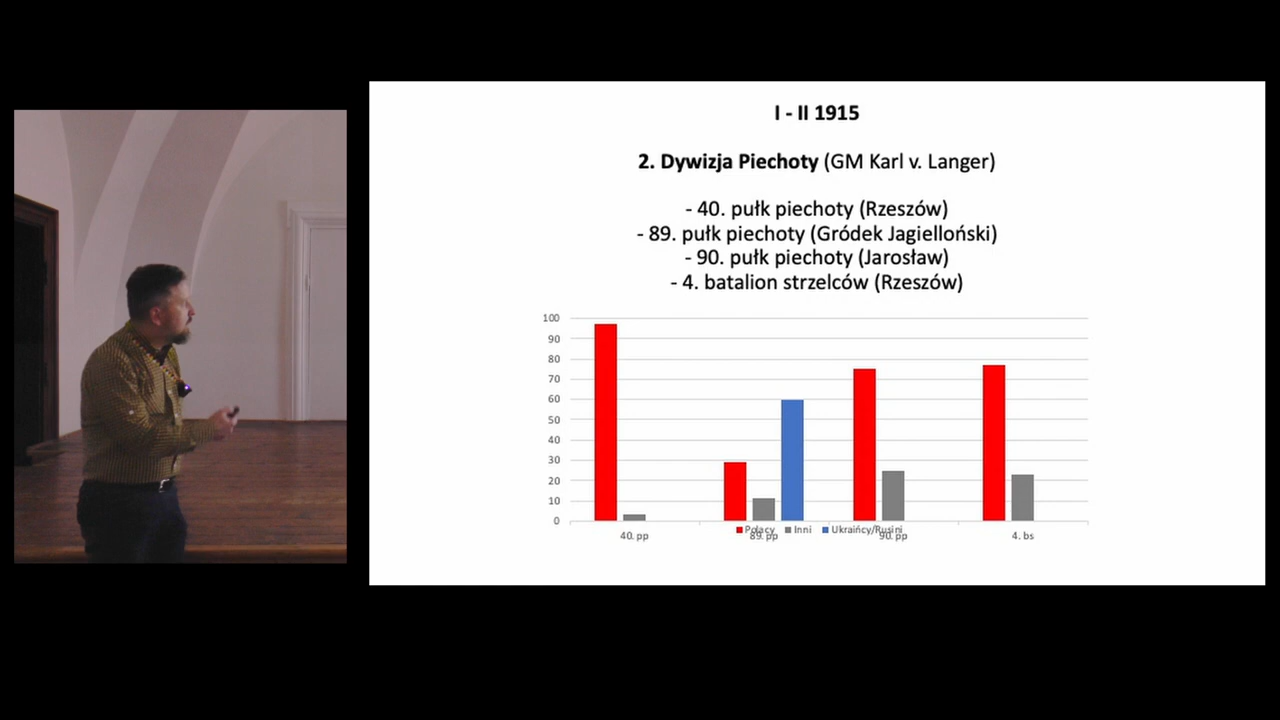 I - II 1915
2. Dywizja Piechoty (GM Karl v. Langer)
- 40. pułk piechoty (Rzeszów)
- 89. pułk piechoty (Gródek Jagielloński)
- 90. pułk piechoty (Jarosław)
- 4. batalion strzelców (Rzeszów)
100
90
80
70
60
50
40
30
20
10
0
Polacy Inni Ukraińcy/Rusini
40. pp 89. pp 90. pp 4. bs